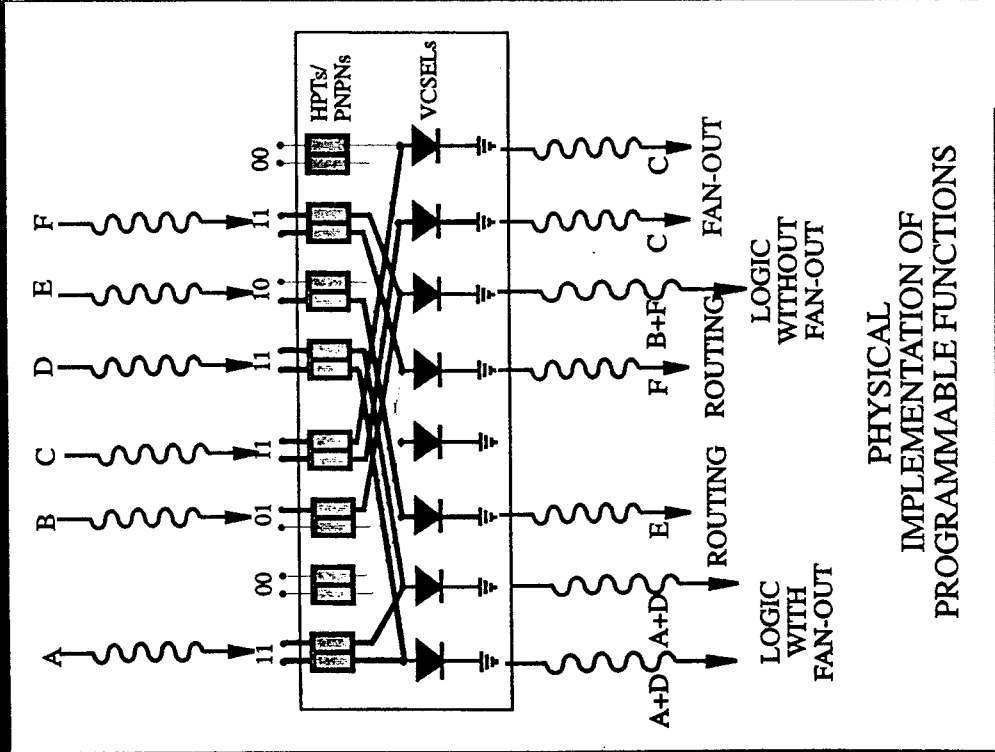 A
B
C
D
E
F
11
00
01
11
11
10
11
00
HPTs/
PNPNs
VCSELs
A+D
A+D
E
F
B+F
C
C
LOGIC
WITH
FAN-OUT
ROUTING
ROUTING
LOGIC
WITHOUT
FAN-OUT
FAN-OUT
PHYSICAL
IMPLEMENTATION OF
PROGRAMMABLE FUNCTIONS